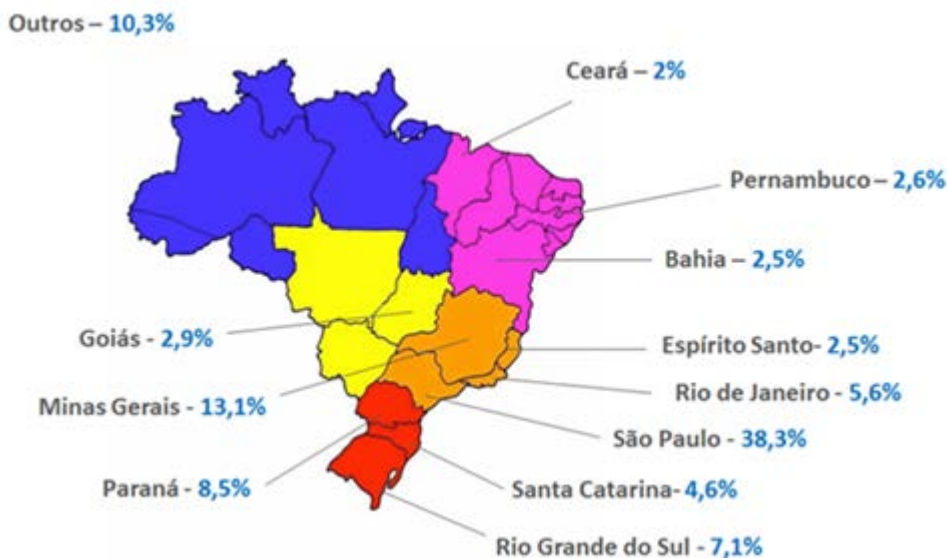 Outros – 10,3%
Ceará – 2%
Pernambuco – 2,6%
Bahia – 2,5%
Goiás - 2,9%
Espírito Santo- 2,5%
Rio de Janeiro - 5,6%
Minas Gerais - 13,1%
São Paulo - 38,3%
Paraná - 8,5%
Santa Catarina- 4,6%
Rio Grande do Sul - 7,1%